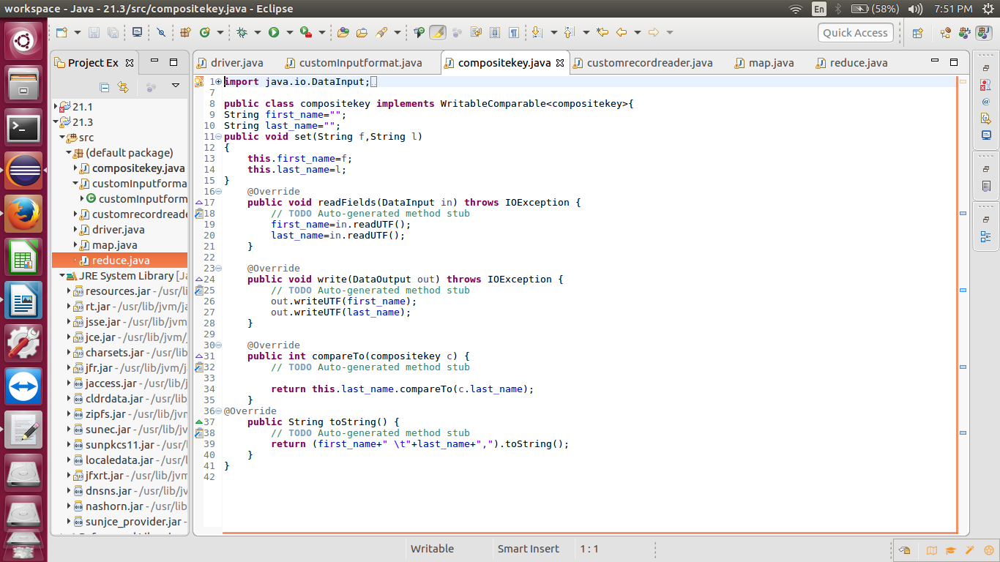 workspace - Java - 21.3/src/compositekey.java - Eclipse
En (58%) 7:51 PM
Quick Access
Project Ex
driver.java customInputformat.java compositekey.java customrecordreader.java map.java reduce.java
21.1
21.3
src
(default package)
compositekey.java
customInputforma
customInputform
customrecordreade
driver.java
map.java
reduce.java
JRE System Library [Ja
resources.jar - /usr/li
rt.jar - /usr/lib/jvm/ja
jsse.jar - /usr/lib/jvm
jce.jar - /usr/lib/jvm/
charsets.jar - /usr/lib
jfr.jar - /usr/lib/jvm/j
jaccess.jar - /usr/lib/
cldrdata.jar - /usr/lib
zipfs.jar - /usr/lib/jvm
sunec.jar - /usr/lib/jv
sunpkcs11.jar - /usr/l
localedata.jar - /usr/l
jfxrt.jar - /usr/lib/jvm
dnsns.jar - /usr/lib/jv
nashorn.jar - /usr/lib
sunjce_provider.jar -
1 import java.io.DataInput;
7
8 public class compositekey implements WritableComparable<compositekey>{
9 String first_name="";
10 String last_name="";
11 public void set(String f,String l)
12 {
13     this.first_name=f;
14     this.last_name=l;
15 }
16     @Override
17     public void readFields(DataInput in) throws IOException {
18         // TODO Auto-generated method stub
19         first_name=in.readUTF();
20         last_name=in.readUTF();
21     }
22
23     @Override
24     public void write(DataOutput out) throws IOException {
25         // TODO Auto-generated method stub
26         out.writeUTF(first_name);
27         out.writeUTF(last_name);
28     }
29
30     @Override
31     public int compareTo(compositekey c) {
32         // TODO Auto-generated method stub
33
34         return this.last_name.compareTo(c.last_name);
35     }
36 @Override
37     public String toString() {
38         // TODO Auto-generated method stub
39         return (first_name+" \t"+last_name+",").toString();
40     }
41 }
42
Writable Smart Insert 1 : 1